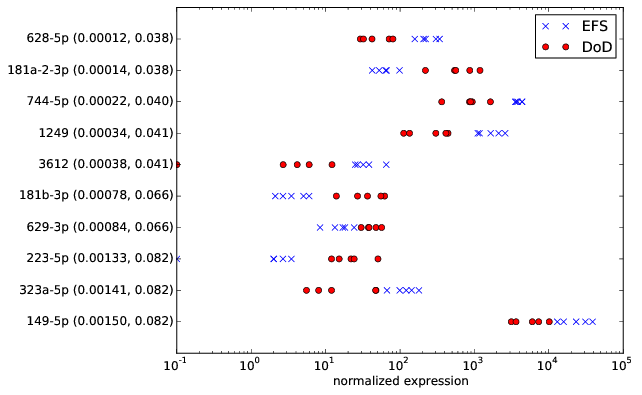 EFS
DoD
628-5p (0.00012, 0.038)
181a-2-3p (0.00014, 0.038)
744-5p (0.00022, 0.040)
1249 (0.00034, 0.041)
3612 (0.00038, 0.041)
181b-3p (0.00078, 0.066)
629-3p (0.00084, 0.066)
223-5p (0.00133, 0.082)
323a-5p (0.00141, 0.082)
149-5p (0.00150, 0.082)
10⁻¹ 10⁰ 10¹ 10² 10³ 10⁴ 10⁵
normalized expression